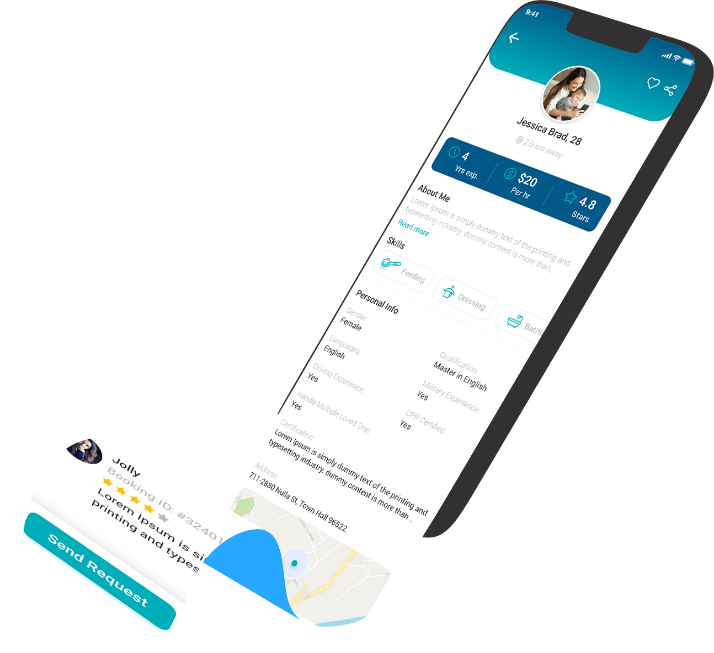 9:41
Jessica Brad, 28
2.0 km away
4
Yrs exp.
$20
Per hr
4.8
Stars
About Me
Lorem Ipsum is simply dummy text of the printing and
typesetting industry. dummy content is more than...
Read more
Skills
Feeding
Dressing
Bathi
Personal Info
Gender:
Female
Languages:
English
Qualification:
Master in English
Driving Experience:
Yes
Military Experience:
Yes
Handle Multiple Loved One:
Yes
CPR Certified:
Yes
Certification:
Lorem Ipsum is simply dummy text of the printing and
typesetting industry. dummy content is more than...
Address:
711-2880 Nulla St, Town Hall 96522.
Jolly
Booking ID: #32401
Lorem Ipsum is si
printing and types
Send Request